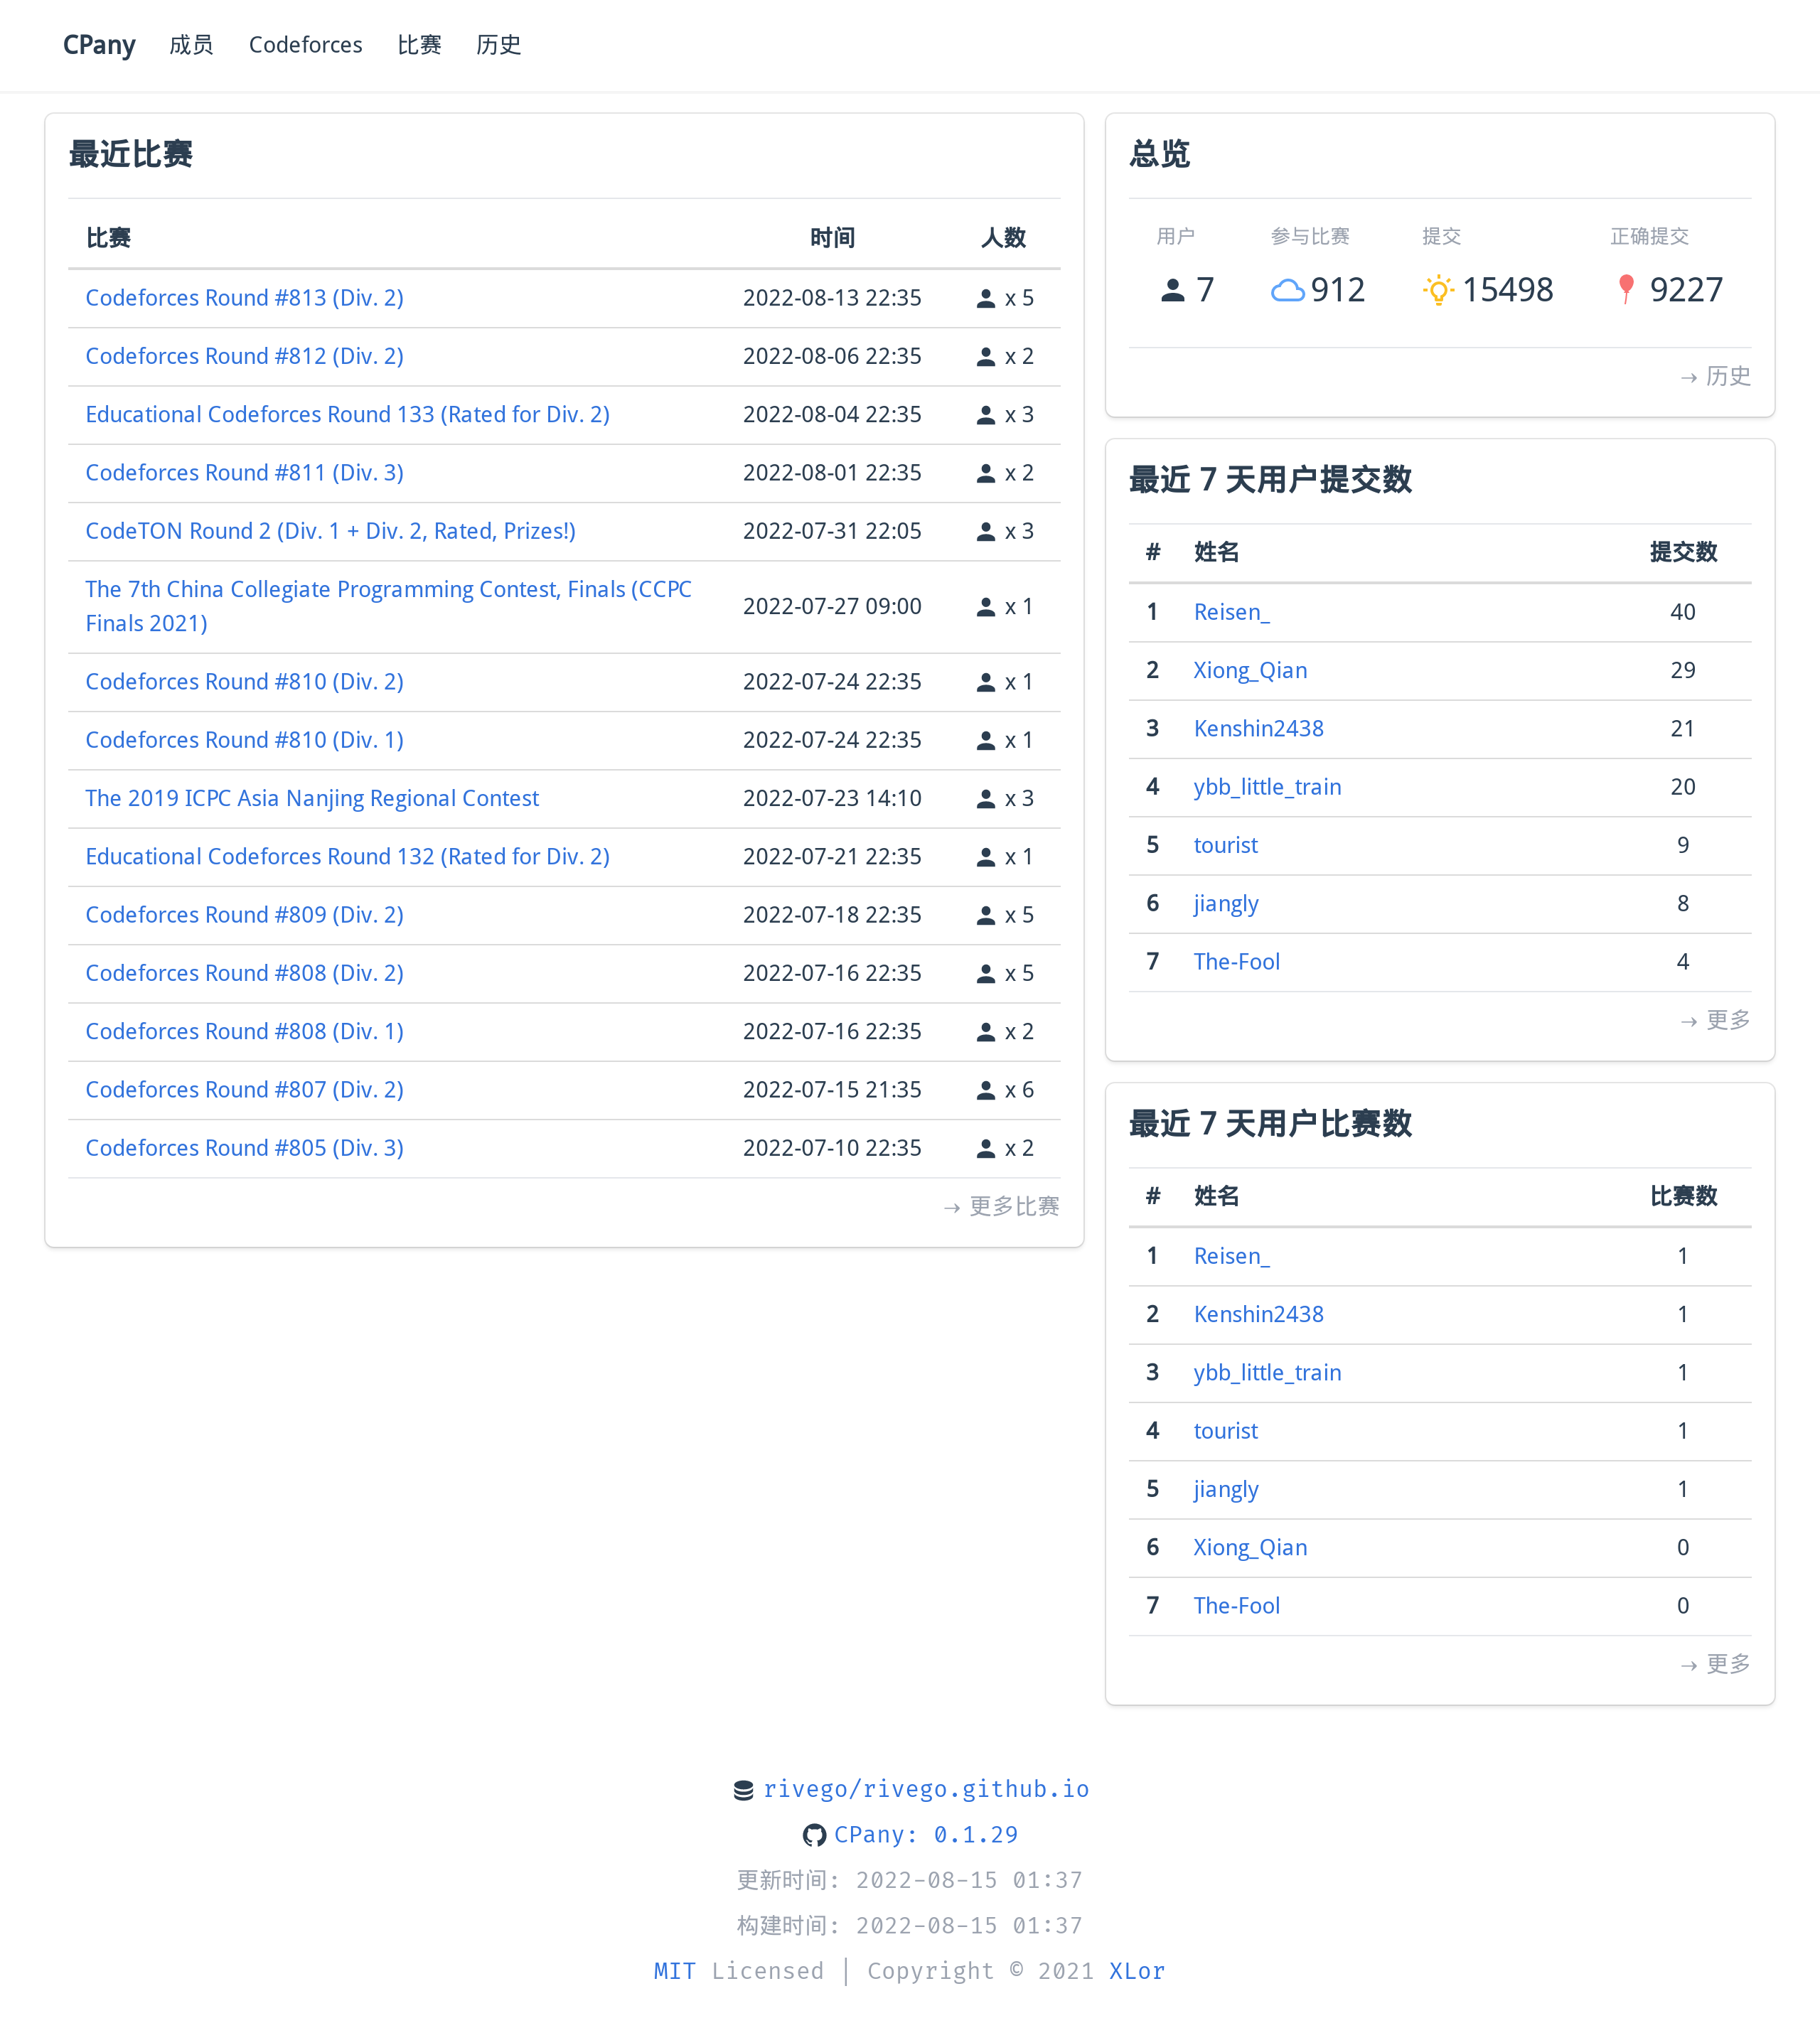 CPany 成员 Codeforces 比赛 历史
最近比赛
比赛 时间 人数
Codeforces Round #813 (Div. 2) 2022-08-13 22:35 x 5
Codeforces Round #812 (Div. 2) 2022-08-06 22:35 x 2
Educational Codeforces Round 133 (Rated for Div. 2) 2022-08-04 22:35 x 3
Codeforces Round #811 (Div. 3) 2022-08-01 22:35 x 2
CodeTON Round 2 (Div. 1 + Div. 2, Rated, Prizes!) 2022-07-31 22:05 x 3
The 7th China Collegiate Programming Contest, Finals (CCPC
Finals 2021) 2022-07-27 09:00 x 1
Codeforces Round #810 (Div. 2) 2022-07-24 22:35 x 1
Codeforces Round #810 (Div. 1) 2022-07-24 22:35 x 1
The 2019 ICPC Asia Nanjing Regional Contest 2022-07-23 14:10 x 3
Educational Codeforces Round 132 (Rated for Div. 2) 2022-07-21 22:35 x 1
Codeforces Round #809 (Div. 2) 2022-07-18 22:35 x 5
Codeforces Round #808 (Div. 2) 2022-07-16 22:35 x 5
Codeforces Round #808 (Div. 1) 2022-07-16 22:35 x 2
Codeforces Round #807 (Div. 2) 2022-07-15 21:35 x 6
Codeforces Round #805 (Div. 3) 2022-07-10 22:35 x 2
→ 更多比赛
总览
用户 参与比赛 提交 正确提交
7 912 15498 9227
→ 历史
最近 7 天用户提交数
# 姓名 提交数
1 Reisen_ 40
2 Xiong_Qian 29
3 Kenshin2438 21
4 ybb_little_train 20
5 tourist 9
6 jiangly 8
7 The-Fool 4
→ 更多
最近 7 天用户比赛数
# 姓名 比赛数
1 Reisen_ 1
2 Kenshin2438 1
3 ybb_little_train 1
4 tourist 1
5 jiangly 1
6 Xiong_Qian 0
7 The-Fool 0
→ 更多
rivego/rivego.github.io
CPany: 0.1.29
更新时间: 2022-08-15 01:37
构建时间: 2022-08-15 01:37
MIT Licensed | Copyright © 2021 XLor